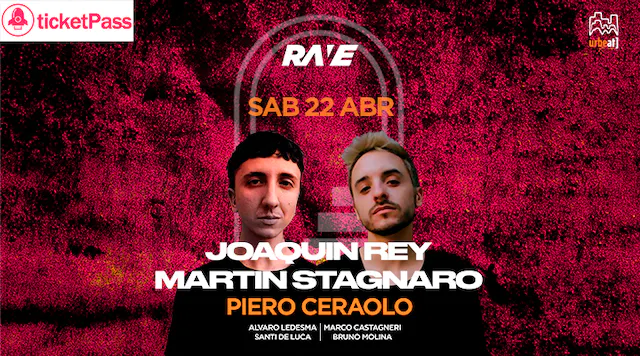 ticketPass
RAVE
urbeat]
SAB 22 ABR
JOAQUIN REY
MARTIN STAGNARO
PIERO CERAOLO
ALVARO LEDESMA | MARCO CASTAGNERI
SANTI DE LUCA | BRUNO MOLINA